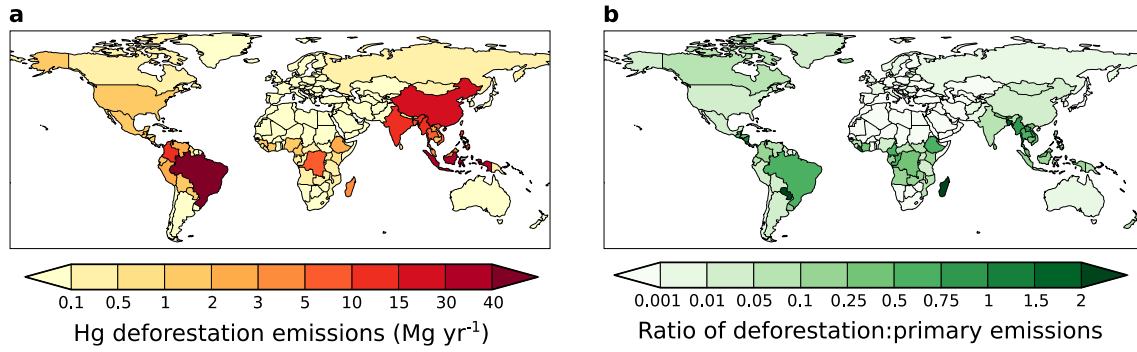 a
b
0.1 0.5 1 2 3 5 10 15 30 40
0.001 0.01 0.05 0.1 0.25 0.5 0.75 1 1.5 2
Hg deforestation emissions (Mg yr⁻¹)
Ratio of deforestation:primary emissions